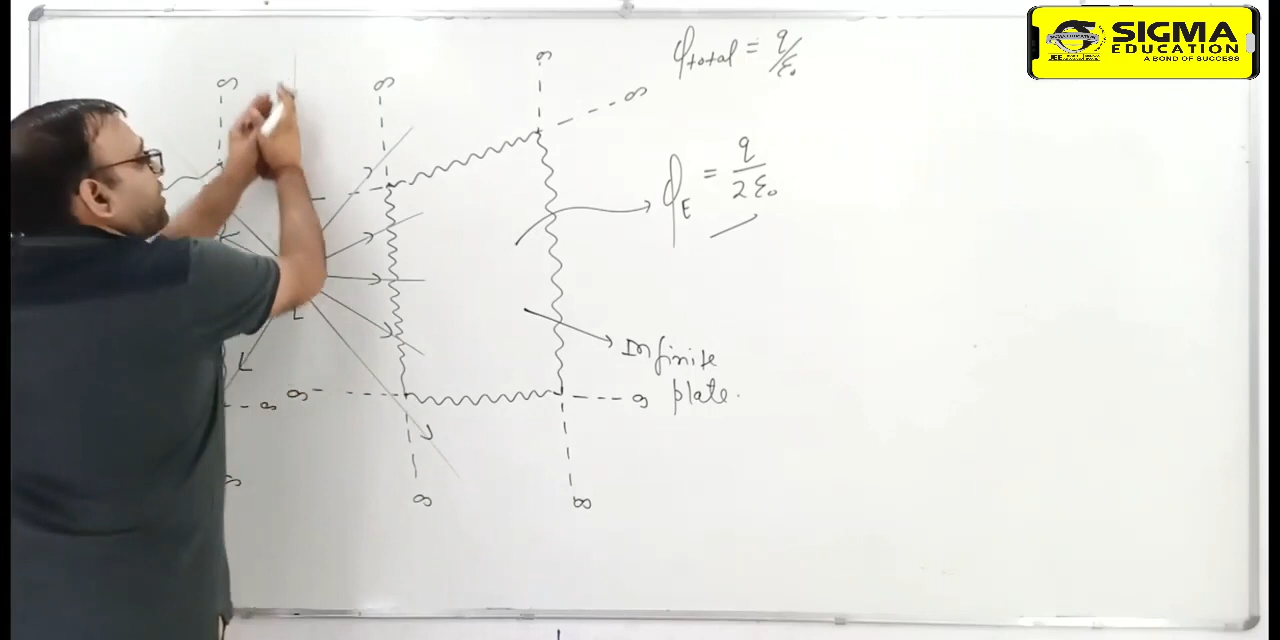 SIGMA
EDUCATION
A BOND OF SUCCESS
φtotal = q/ε₀
φE = q/2ε₀
Infinite
plate.
∞
∞
∞
∞
∞
∞
∞
∞
∞